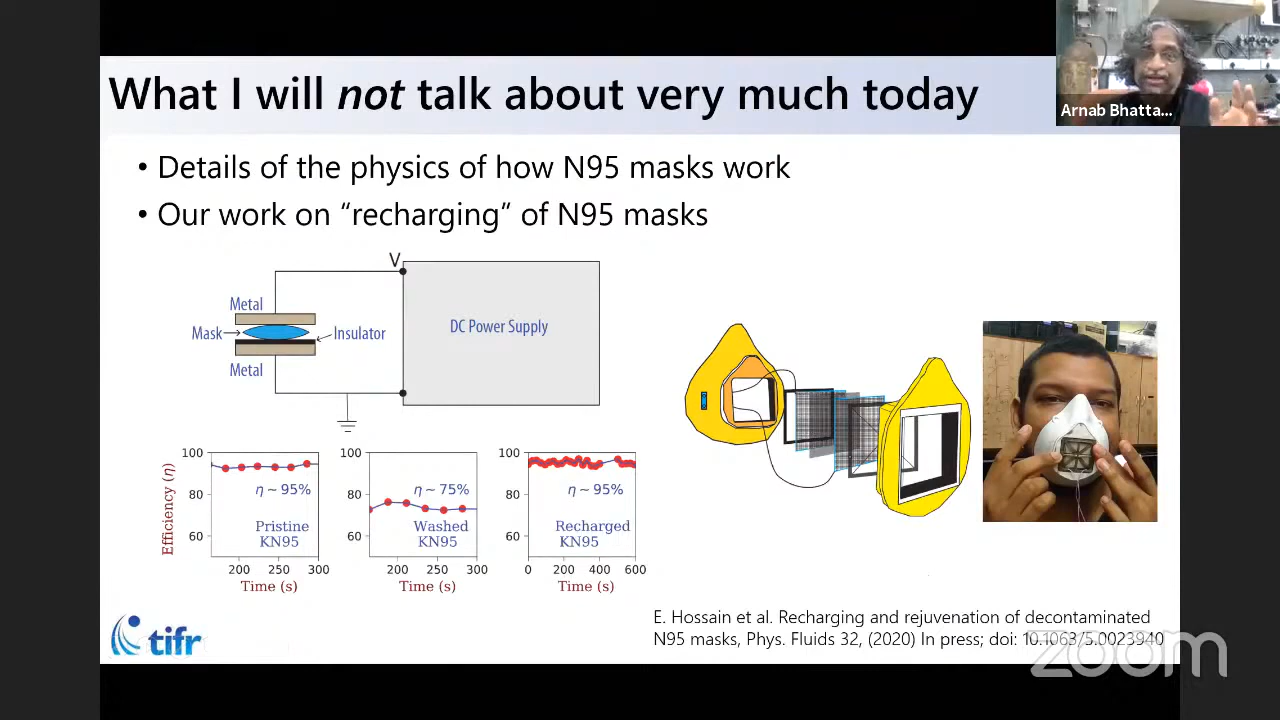 What I will not talk about very much today
Arnab Bhatta...
• Details of the physics of how N95 masks work
• Our work on “recharging” of N95 masks
V
Metal
Mask
Insulator
DC Power Supply
Metal
100
80
60
Efficiency (η)
η ~ 95%
Pristine
KN95
200 250 300
Time (s)
100
80
60
η ~ 75%
Washed
KN95
200 250 300
Time (s)
100
80
60
η ~ 95%
Recharged
KN95
0 200 400 600
Time (s)
E. Hossain et al. Recharging and rejuvenation of decontaminated
N95 masks, Phys. Fluids 32, (2020) In press; doi: 10.1063/5.0023940
tifr
zoom